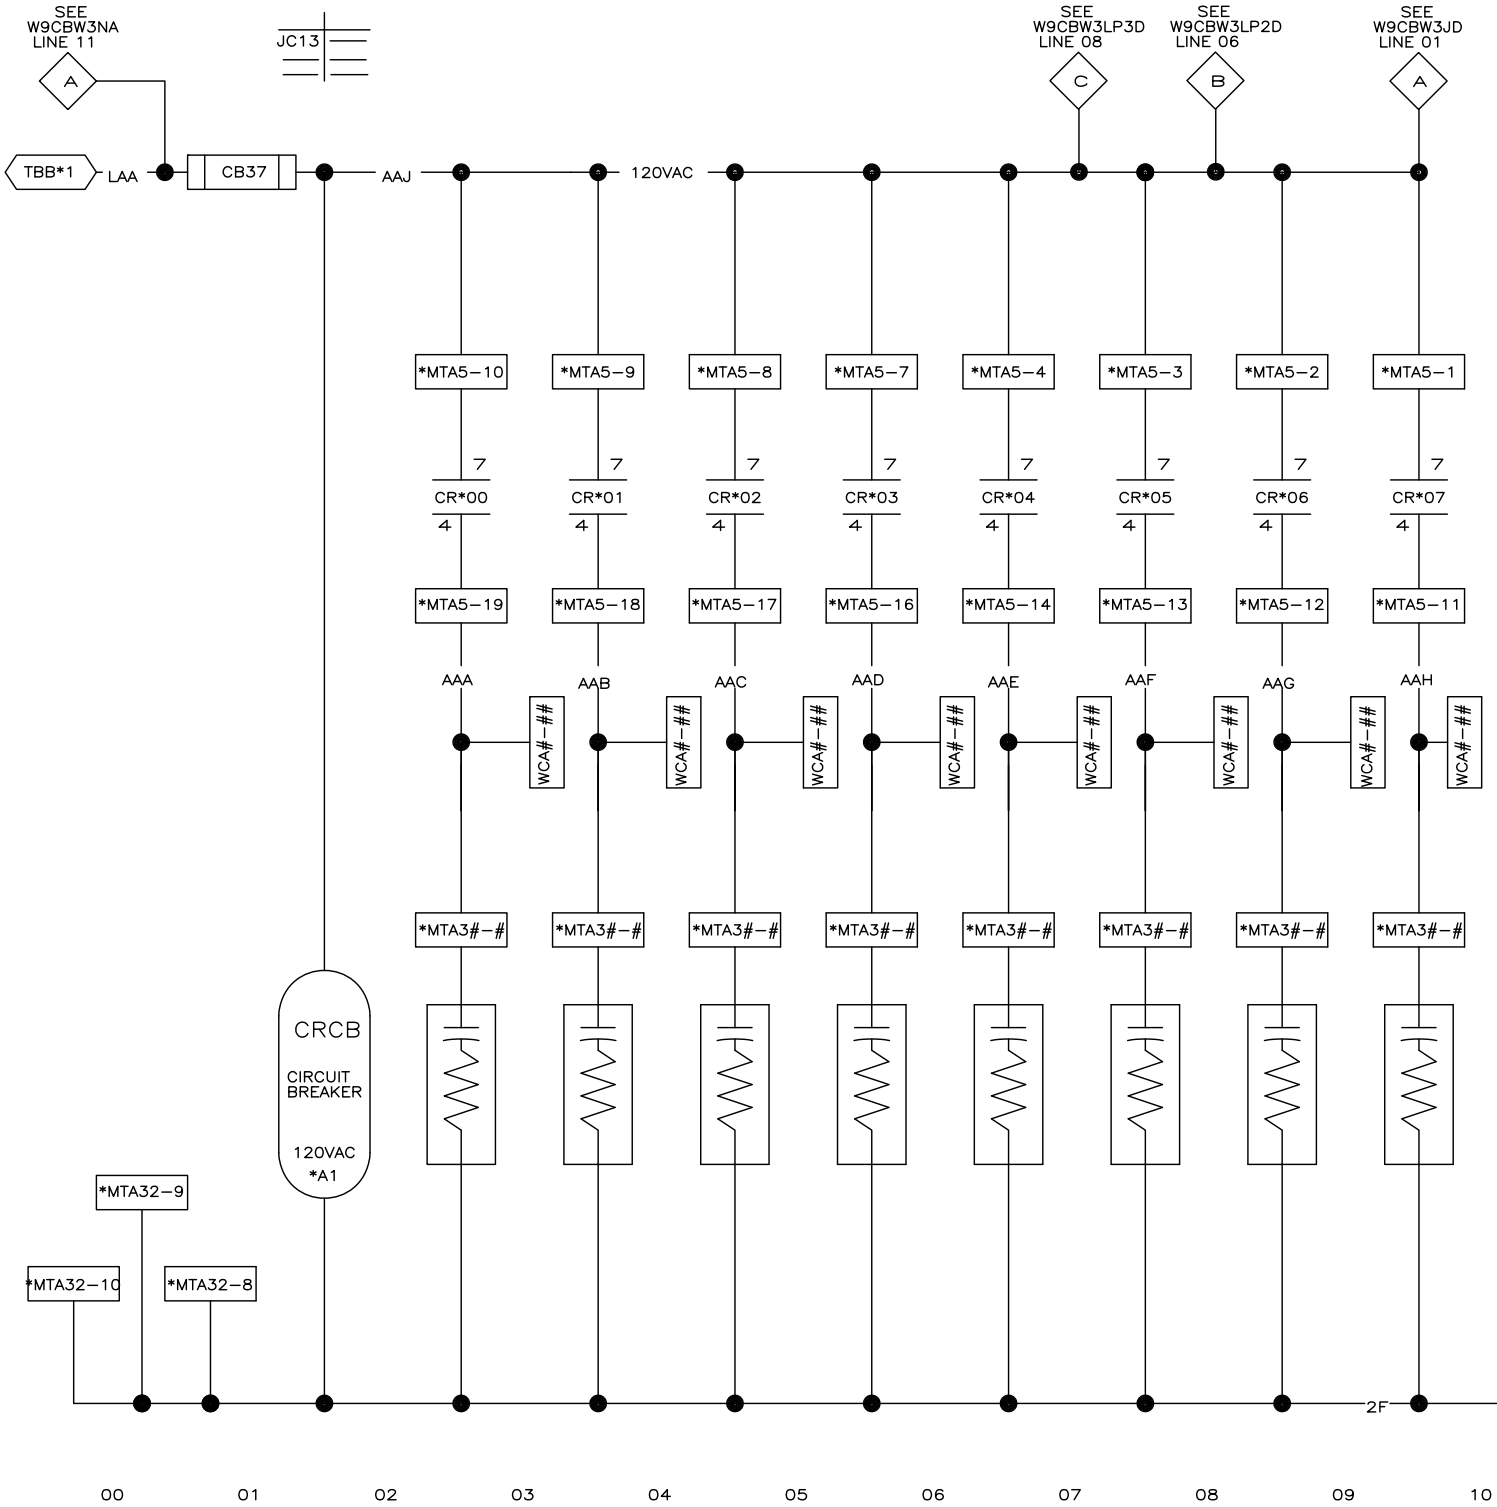 SEE
W9CBW3NA
LINE 11
A
JC13
SEE
W9CBW3LP3D
LINE 08
C
SEE
W9CBW3LP2D
LINE 06
B
SEE
W9CBW3JD
LINE 01
A
TBB*1 LAA CB37 AAJ 120VAC
*MTA5-10 *MTA5-9 *MTA5-8 *MTA5-7 *MTA5-4 *MTA5-3 *MTA5-2 *MTA5-1
7 7 7 7 7 7 7 7
CR*00 CR*01 CR*02 CR*03 CR*04 CR*05 CR*06 CR*07
4 4 4 4 4 4 4 4
*MTA5-19 *MTA5-18 *MTA5-17 *MTA5-16 *MTA5-14 *MTA5-13 *MTA5-12 *MTA5-11
AAA AAB AAC AAD AAE AAF AAG AAH
WCA#-## WCA#-## WCA#-## WCA#-## WCA#-## WCA#-## WCA#-## WCA#-##
*MTA3#-# *MTA3#-# *MTA3#-# *MTA3#-# *MTA3#-# *MTA3#-# *MTA3#-# *MTA3#-#
CRCB
CIRCUIT
BREAKER
120VAC
*A1
*MTA32-9
*MTA32-10 *MTA32-8
2F
00 01 02 03 04 05 06 07 08 09 10